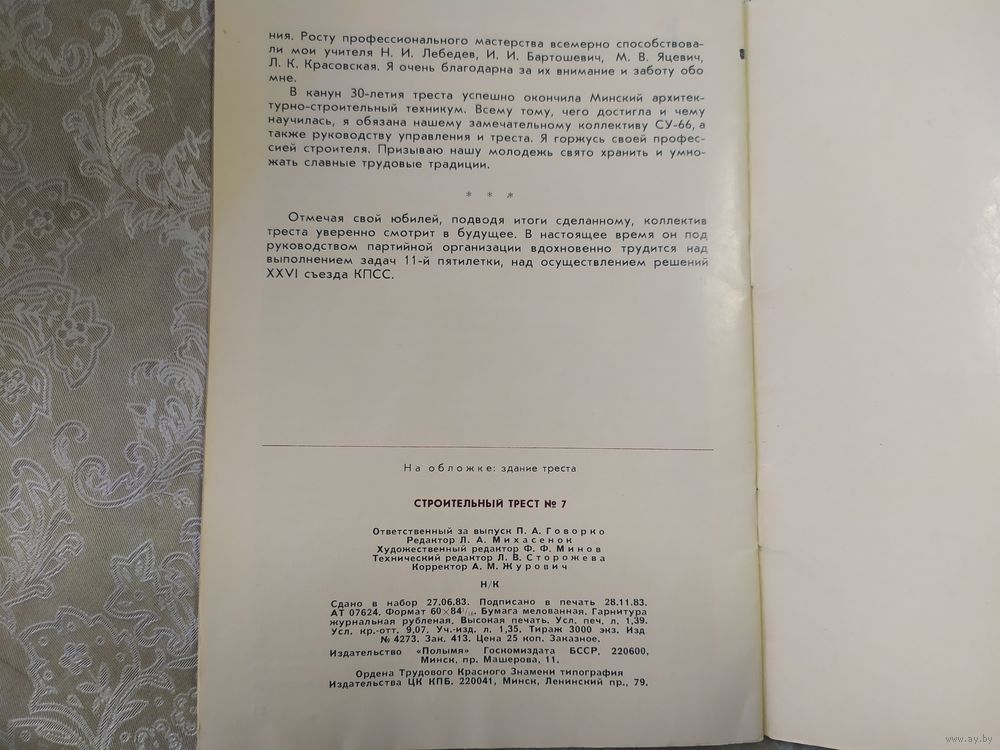 ния. Росту профессионального мастерства всемерно способствова-
ли мои учителя Н. И. Лебедев, И. И. Бартошевич, М. В. Яцевич,
Л. К. Красовская. Я очень благодарна за их внимание и заботу обо
мне.
В канун 30-летия треста успешно окончила Минский архитек-
турно-строительный техникум. Всему тому, чего достигла и чему
научилась, я обязана нашему замечательному коллективу СУ-66, а
также руководству управления и треста. Я горжусь своей профес-
сией строителя. Призываю нашу молодежь свято хранить и умно-
жать славные трудовые традиции.
* * *
Отмечая свой юбилей, подводя итоги сделанному, коллектив
треста уверенно смотрит в будущее. В настоящее время он под
руководством партийной организации вдохновенно трудится над
выполнением задач 11-й пятилетки, над осуществлением решений
XXVI съезда КПСС.
На обложке: здание треста
СТРОИТЕЛЬНЫЙ ТРЕСТ № 7
Ответственный за выпуск П. А. Говорко
Редактор Л. А. Михасенок
Художественный редактор Ф. Ф. Минов
Технический редактор Л. В. Сторожева
Корректор А. М. Журович
Н/К
Сдано в набор 27.06.83. Подписано в печать 28.11.83.
АТ 07624. Формат 60×84 1/16. Бумага мелованная. Гарнитура
журнальная рубленая. Высокая печать. Усл. печ. л. 1,39.
Усл. кр.-отт. 9,07. Уч.-изд. л. 1,35. Тираж 3000 экз. Изд
№ 4273. Зак. 413. Цена 25 коп. Заказное.
Издательство «Полымя» Госкомиздата БССР, 220600,
Минск, пр. Машерова, 11.
Ордена Трудового Красного Знамени типография
Издательства ЦК КПБ. 220041, Минск, Ленинский пр., 79.
www.ay.by